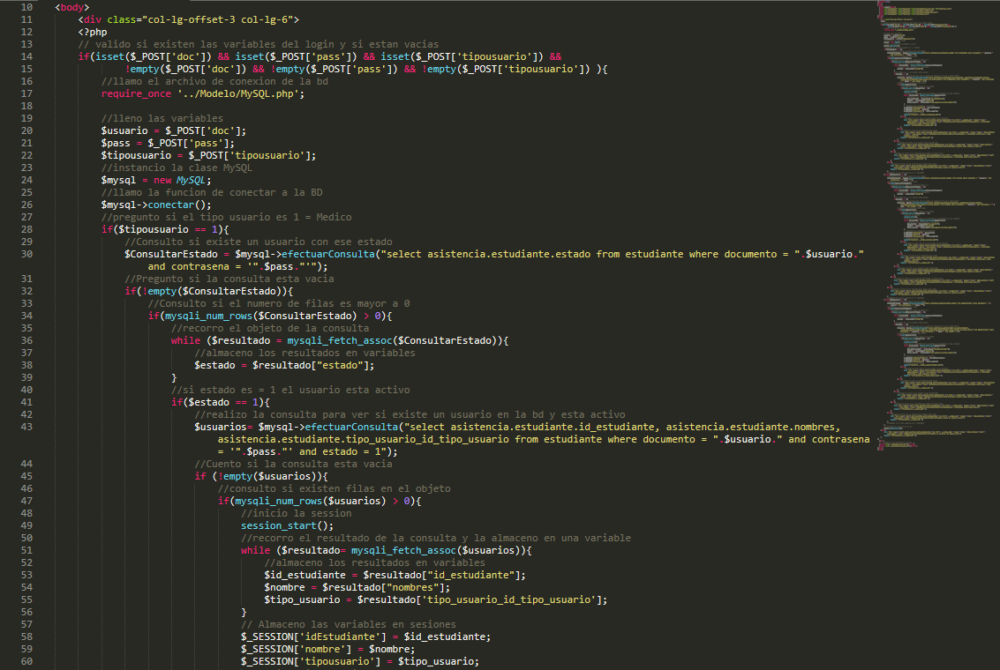 10 <body>
11 <div class="col-lg-offset-3 col-lg-6">
12 <?php
13 // valido si existen las variables del login y si estan vacias
14 if(isset($_POST['doc']) && isset($_POST['pass']) && isset($_POST['tipousuario']) &&
15 !empty($_POST['doc']) && !empty($_POST['pass']) && !empty($_POST['tipousuario']) ){
16 //llamo el archivo de conexion de la bd
17 require_once '../Modelo/MySQL.php';
18
19 //lleno las variables
20 $usuario = $_POST['doc'];
21 $pass = $_POST['pass'];
22 $tipousuario = $_POST['tipousuario'];
23 //instancio la clase MySQL
24 $mysql = new MySQL;
25 //llamo la funcion de conectar a la BD
26 $mysql->conectar();
27 //pregunto si el tipo usuario es 1 = Medico
28 if($tipousuario == 1){
29 //Consulto si existe un usuario con ese estado
30 $ConsultarEstado = $mysql->efectuarConsulta("select asistencia.estudiante.estado from estudiante where documento = ".$usuario."
and contrasena = '".$pass."'");
31 //Pregunto si la consulta esta vacia
32 if(!empty($ConsultarEstado)){
33 //Consulto si el numero de filas es mayor a 0
34 if(mysqli_num_rows($ConsultarEstado) > 0){
35 //recorro el objeto de la consulta
36 while ($resultado = mysqli_fetch_assoc($ConsultarEstado)){
37 //almaceno los resultados en variables
38 $estado = $resultado["estado"];
39 }
40 //si estado es = 1 el usuario esta activo
41 if($estado == 1){
42 //realizo la consulta para ver si existe un usuario en la bd y esta activo
43 $usuarios= $mysql->efectuarConsulta("select asistencia.estudiante.id_estudiante, asistencia.estudiante.nombres,
asistencia.estudiante.tipo_usuario_id_tipo_usuario from estudiante where documento = ".$usuario." and contrasena
= '".$pass."' and estado = 1");
44 //Cuento si la consulta esta vacia
45 if (!empty($usuarios)){
46 //consulto si existen filas en el objeto
47 if(mysqli_num_rows($usuarios) > 0){
48 //inicio la session
49 session_start();
50 //recorro el resultado de la consulta y la almaceno en una variable
51 while ($resultado= mysqli_fetch_assoc($usuarios)){
52 //almaceno los resultados en variables
53 $id_estudiante = $resultado["id_estudiante"];
54 $nombre = $resultado["nombres"];
55 $tipo_usuario = $resultado['tipo_usuario_id_tipo_usuario'];
56 }
57 // Almaceno las variables en sesiones
58 $_SESSION['idEstudiante'] = $id_estudiante;
59 $_SESSION['nombre'] = $nombre;
60 $_SESSION['tipousuario'] = $tipo_usuario;